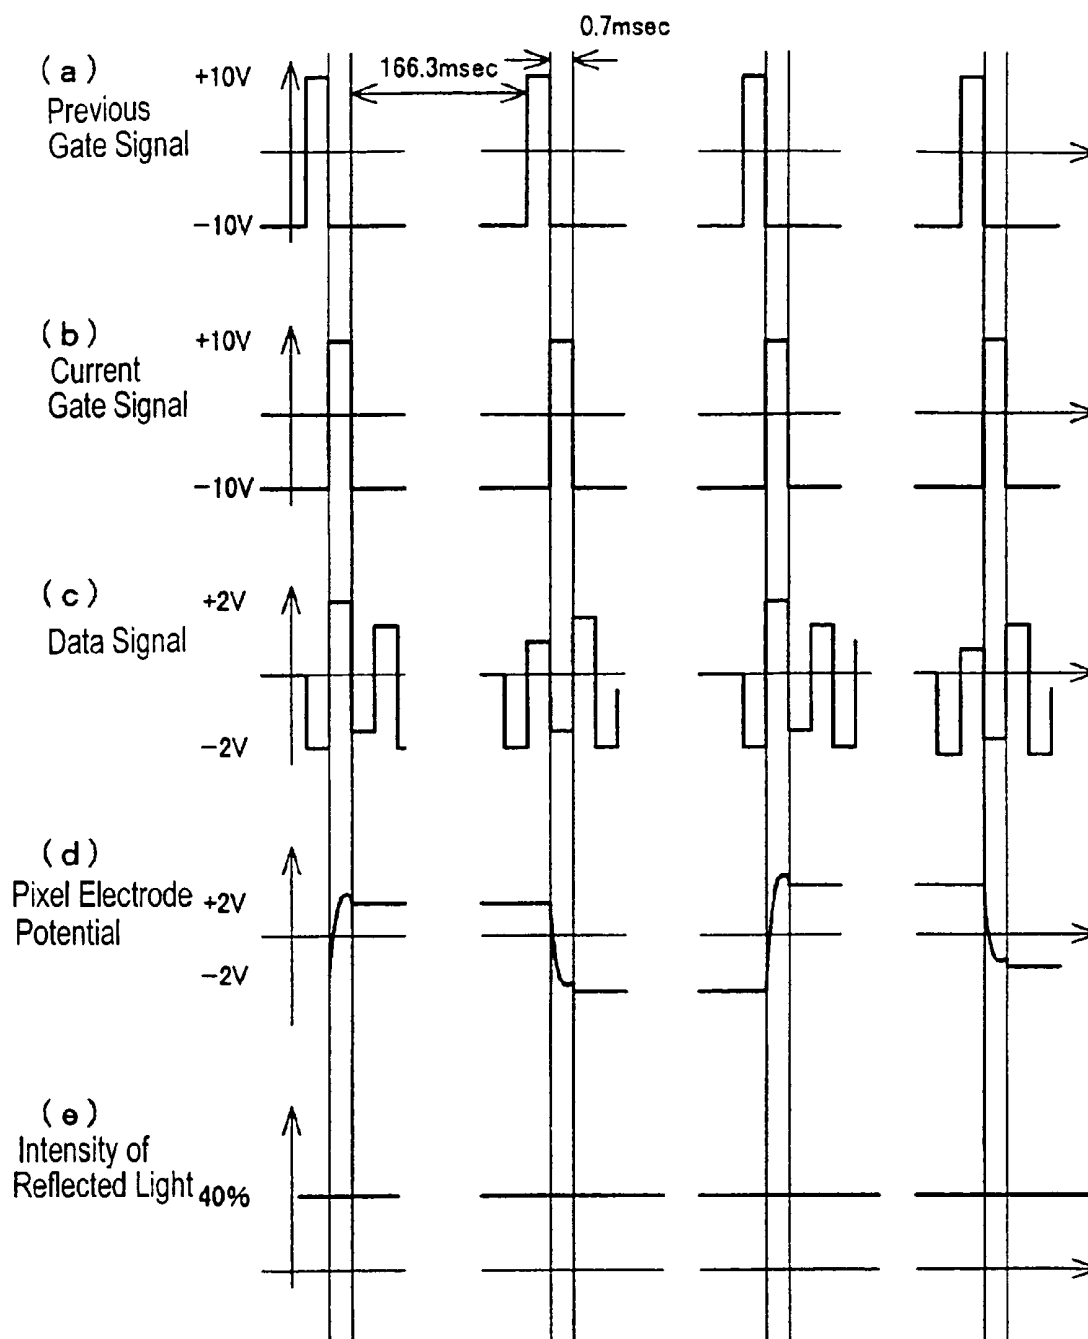 0.7msec
166.3msec
(a)
Previous
Gate Signal
+10V
−10V
(b)
Current
Gate Signal
+10V
−10V
(c)
Data Signal
+2V
−2V
(d)
Pixel Electrode
Potential
+2V
−2V
(e)
Intensity of
Reflected Light
40%